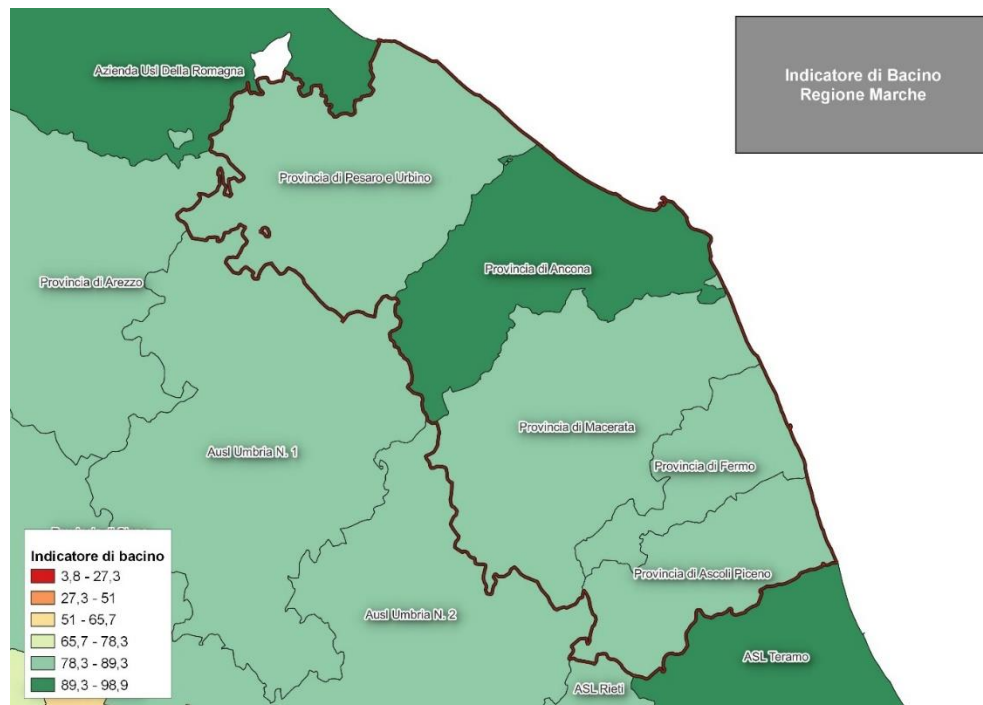 Azienda Usl Della Romagna
Indicatore di Bacino
Regione Marche
Provincia di Pesaro e Urbino
Provincia di Arezzo
Provincia di Ancona
Provincia di Macerata
Ausl Umbria N. 1
Provincia di Fermo
Provincia di Ascoli Piceno
Ausl Umbria N. 2
ASL Teramo
ASL Rieti
Indicatore di bacino
3,8 - 27,3
27,3 - 51
51 - 65,7
65,7 - 78,3
78,3 - 89,3
89,3 - 98,9